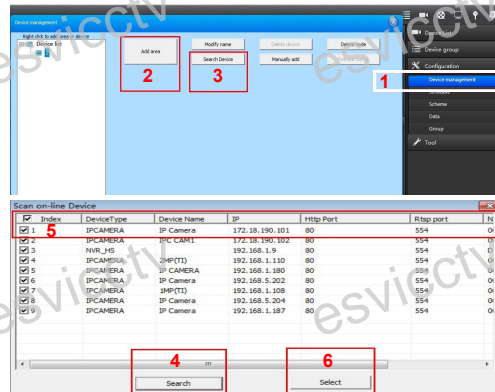 Device management
Right click to add area or device
Device list
1
Add area
Modify name
Delete device
Search Device
Manually add
2
3
1
Device List
Device group
Configuration
Device management
Schedule
Scheme
Data
Group
Tool
esvicctv
esvicctv
Scan on-line Device
Index DeviceType Device Name IP Http Port Rtsp port N
5
1 IPCAMERA IP Camera 172.18.190.101 80 554
2 IPCAMERA IPC CAM1 172.18.190.102 80 554
3 NVR_HS 192.168.1.9 80 554
4 IPCAMERA 2MP(TI) 192.168.1.110 80 554
5 IPCAMERA IP CAMERA 192.168.1.180 80 554
6 IPCAMERA IP Camera 192.168.5.202 80 554
7 IPCAMERA 1MP(TI) 192.168.1.108 80 554
8 IPCAMERA IP Camera 192.168.5.204 80 554
9 IPCAMERA IP Camera 192.168.1.187 80 554
esvicctv
esvicctv
4
6
Search
Select